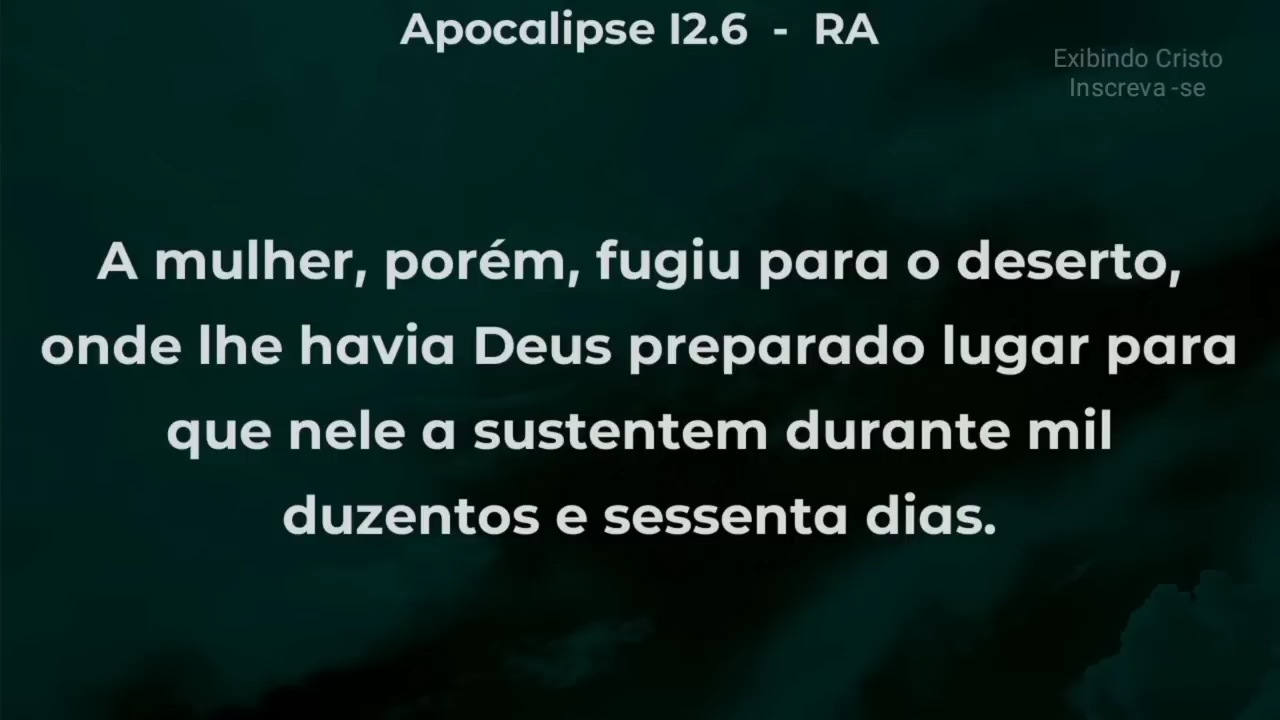 Apocalipse I2.6 - RA
Exibindo Cristo
Inscreva -se
A mulher, porém, fugiu para o deserto,
onde lhe havia Deus preparado lugar para
que nele a sustentem durante mil
duzentos e sessenta dias.